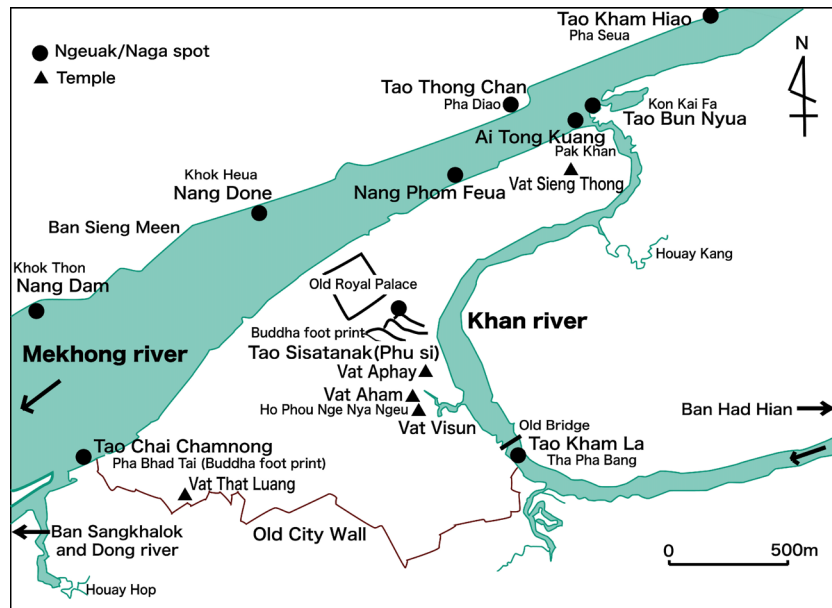 Ngeuak/Naga spot
Temple
Tao Kham Hiao
Pha Seua
N
Tao Thong Chan
Pha Diao
Kon Kai Fa
Tao Bun Nyua
Ai Tong Kuang
Pak Khan
Vat Sieng Thong
Khok Heua
Nang Done
Nang Phom Feua
Ban Sieng Meen
Houay Kang
Khok Thon
Nang Dam
Old Royal Palace
Khan river
Buddha foot print
Mekhong river
Tao Sisatanak(Phu si)
Vat Aphay
Vat Aham
Ho Phou Nge Nya Ngeu
Vat Visun
Ban Had Hian
Old Bridge
Tao Kham La
Tha Pha Bang
Tao Chai Chamnong
Pha Bhad Tai (Buddha foot print)
Vat That Luang
Old City Wall
Ban Sangkhalok
and Dong river
Houay Hop
0 500m